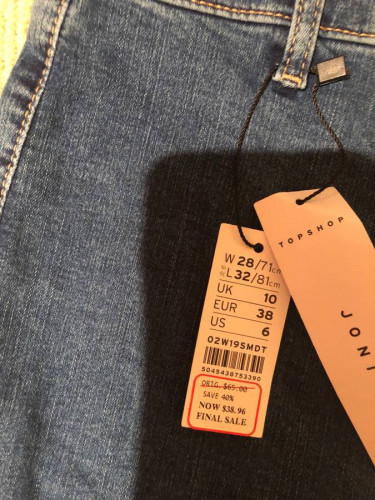 TOPSHOP
JONI
W 28/71cm
L 32/81cm
UK 10
EUR 38
US 6
02W19SMDT
5045438753390
ORIG. $65.00
SAVE 40%
NOW $38.96
FINAL SALE